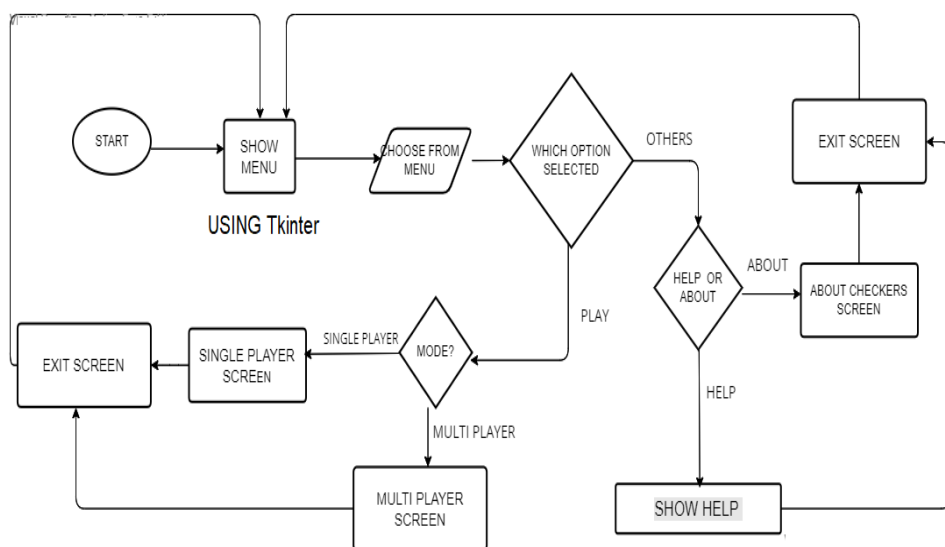 START
SHOW
MENU
USING Tkinter
CHOOSE FROM
MENU
WHICH OPTION
SELECTED
OTHERS
EXIT SCREEN
HELP OR
ABOUT
ABOUT
ABOUT CHECKERS
SCREEN
PLAY
MODE?
SINGLE PLAYER
SINGLE PLAYER
SCREEN
EXIT SCREEN
HELP
MULTI PLAYER
MULTI PLAYER
SCREEN
SHOW HELP